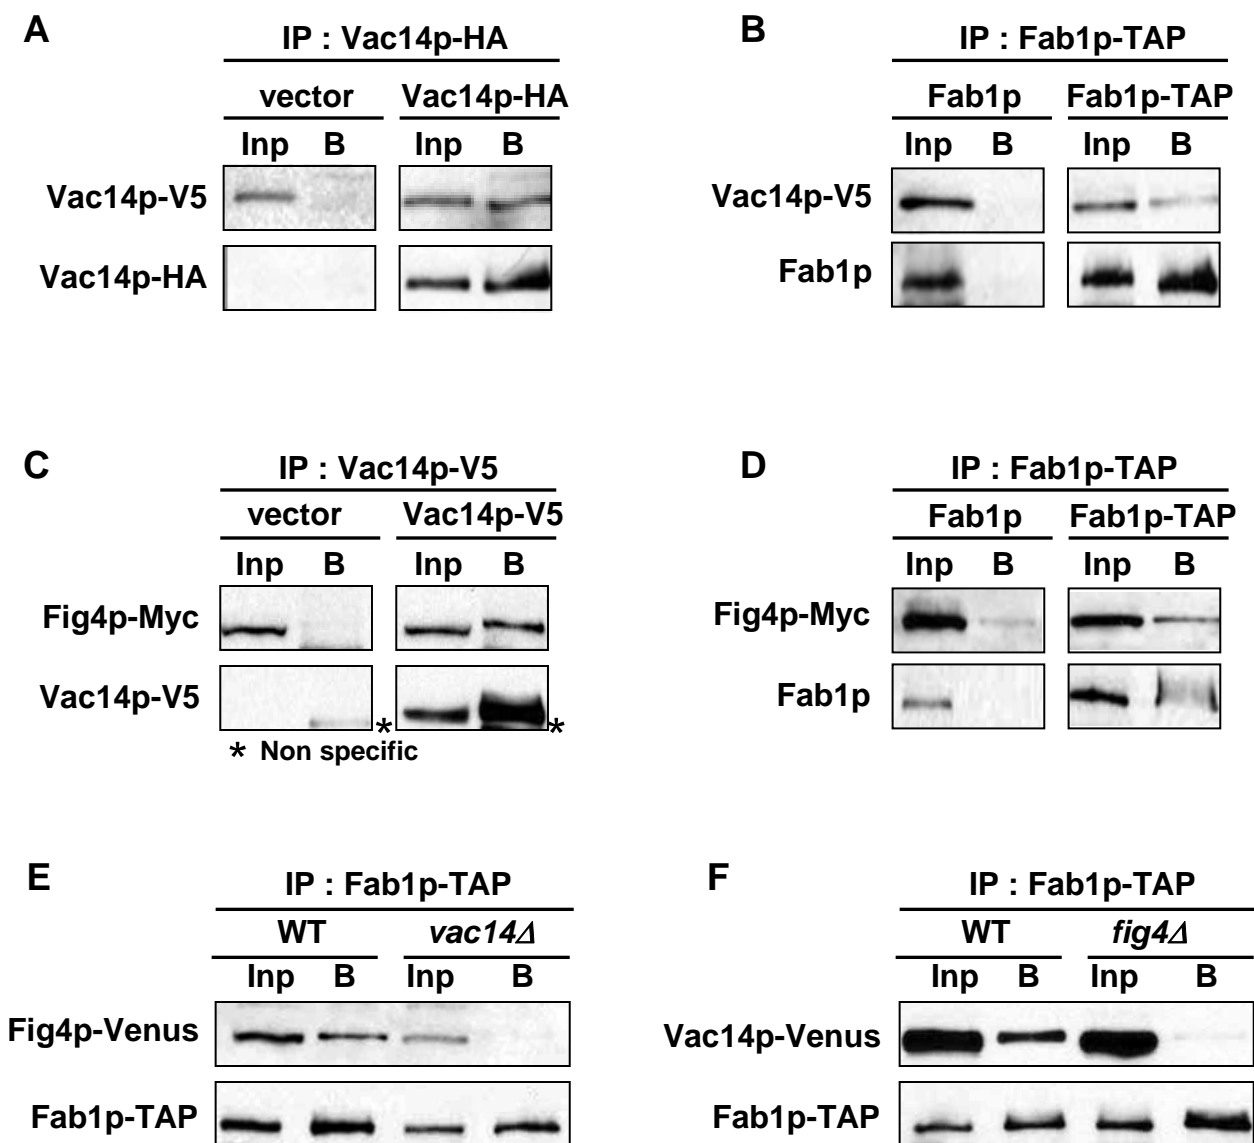 A
IP : Vac14p-HA
vector Vac14p-HA
Inp B Inp B
Vac14p-V5
Vac14p-HA
B
IP : Fab1p-TAP
Fab1p Fab1p-TAP
Inp B Inp B
Vac14p-V5
Fab1p
C
IP : Vac14p-V5
vector Vac14p-V5
Inp B Inp B
Fig4p-Myc
Vac14p-V5
* *
* Non specific
D
IP : Fab1p-TAP
Fab1p Fab1p-TAP
Inp B Inp B
Fig4p-Myc
Fab1p
E
IP : Fab1p-TAP
WT vac14Δ
Inp B Inp B
Fig4p-Venus
Fab1p-TAP
F
IP : Fab1p-TAP
WT fig4Δ
Inp B Inp B
Vac14p-Venus
Fab1p-TAP